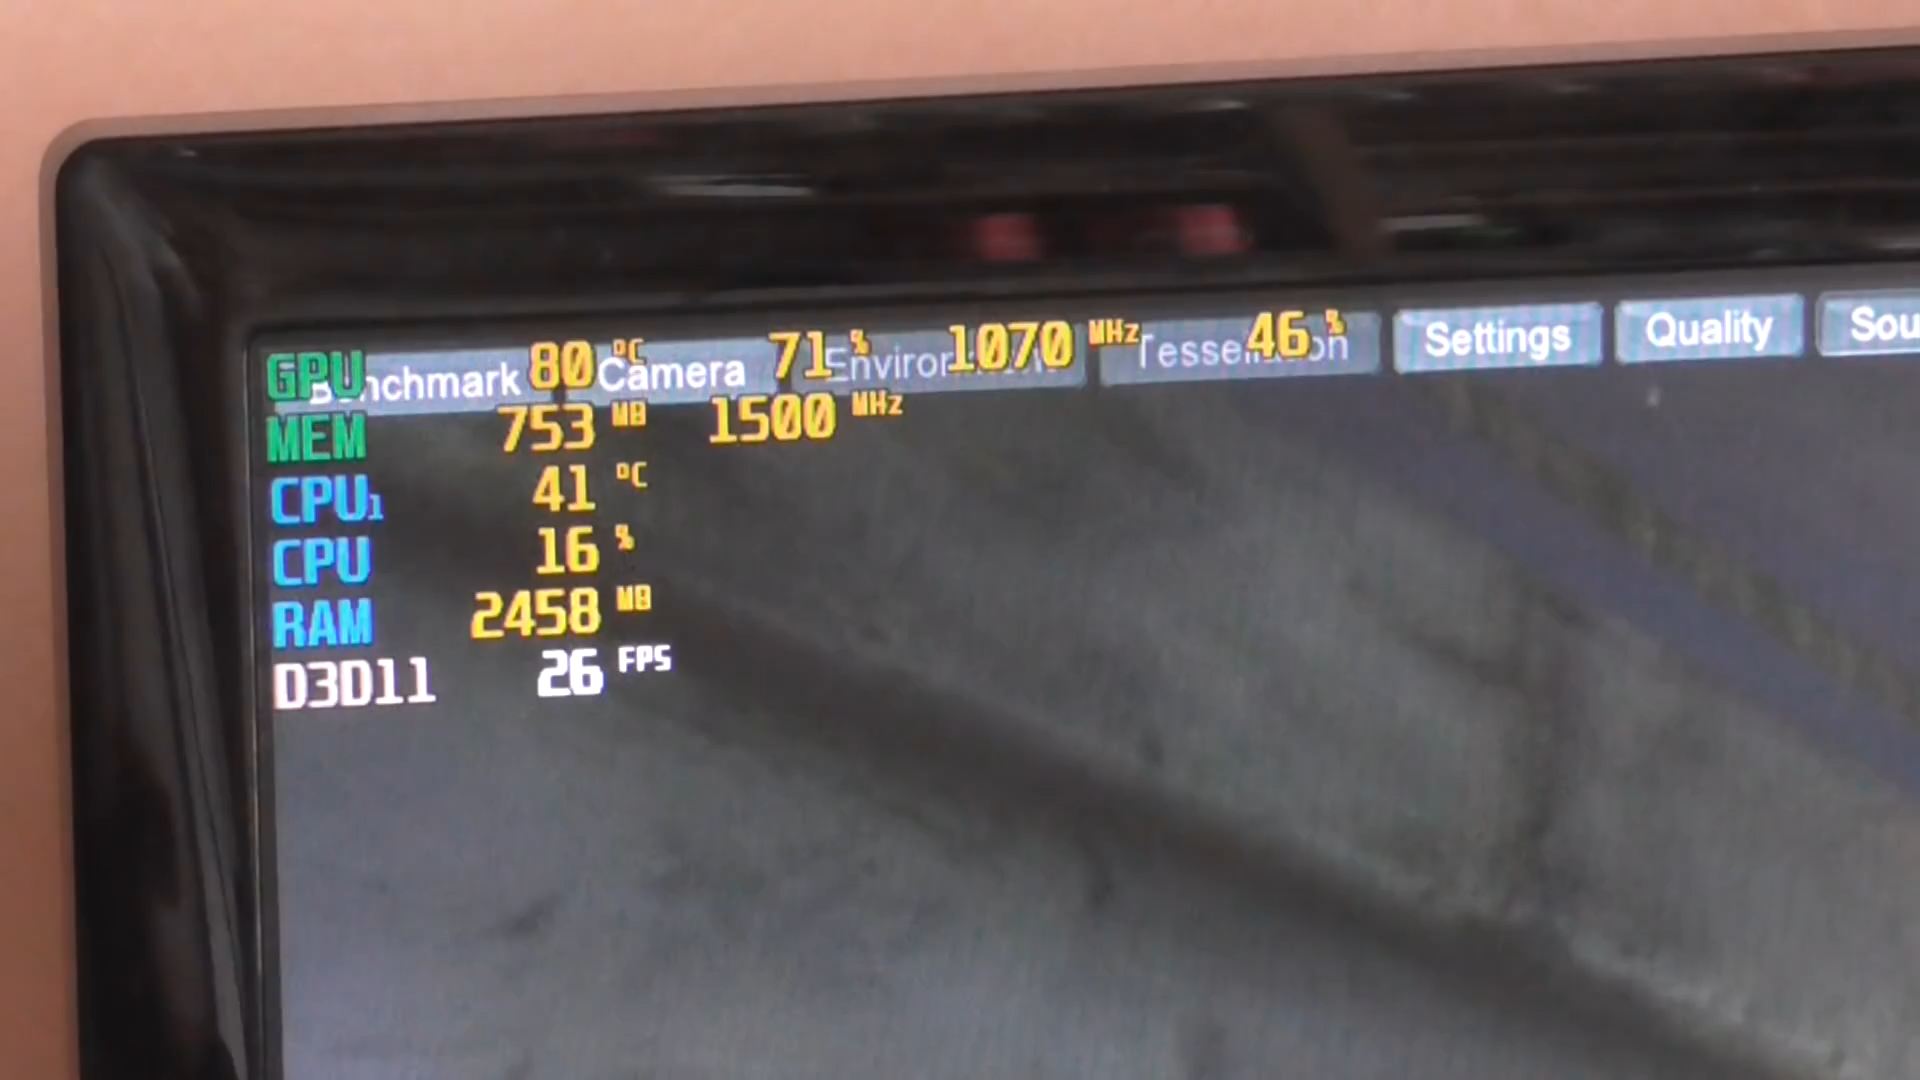 GPU 80 °C 71 % 1070 MHz 46 %
Camera Settings Quality
MEM 753 MB 1500 MHz
CPU1 41 °C
CPU 16 %
RAM 2458 MB
D3D11 26 FPS